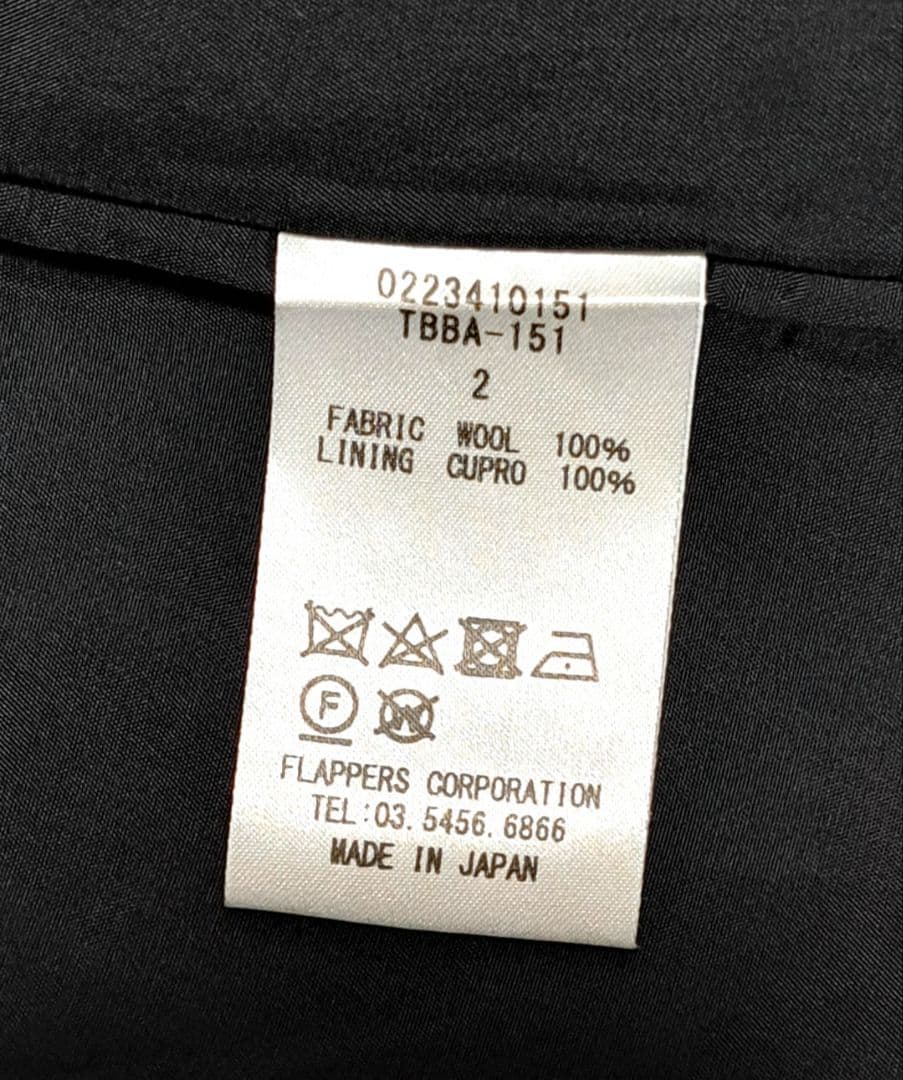 0223410151
TBBA-151
2
FABRIC WOOL 100%
LINING CUPRO 100%
F W
FLAPPERS CORPORATION
TEL:03.5456.6866
MADE IN JAPAN